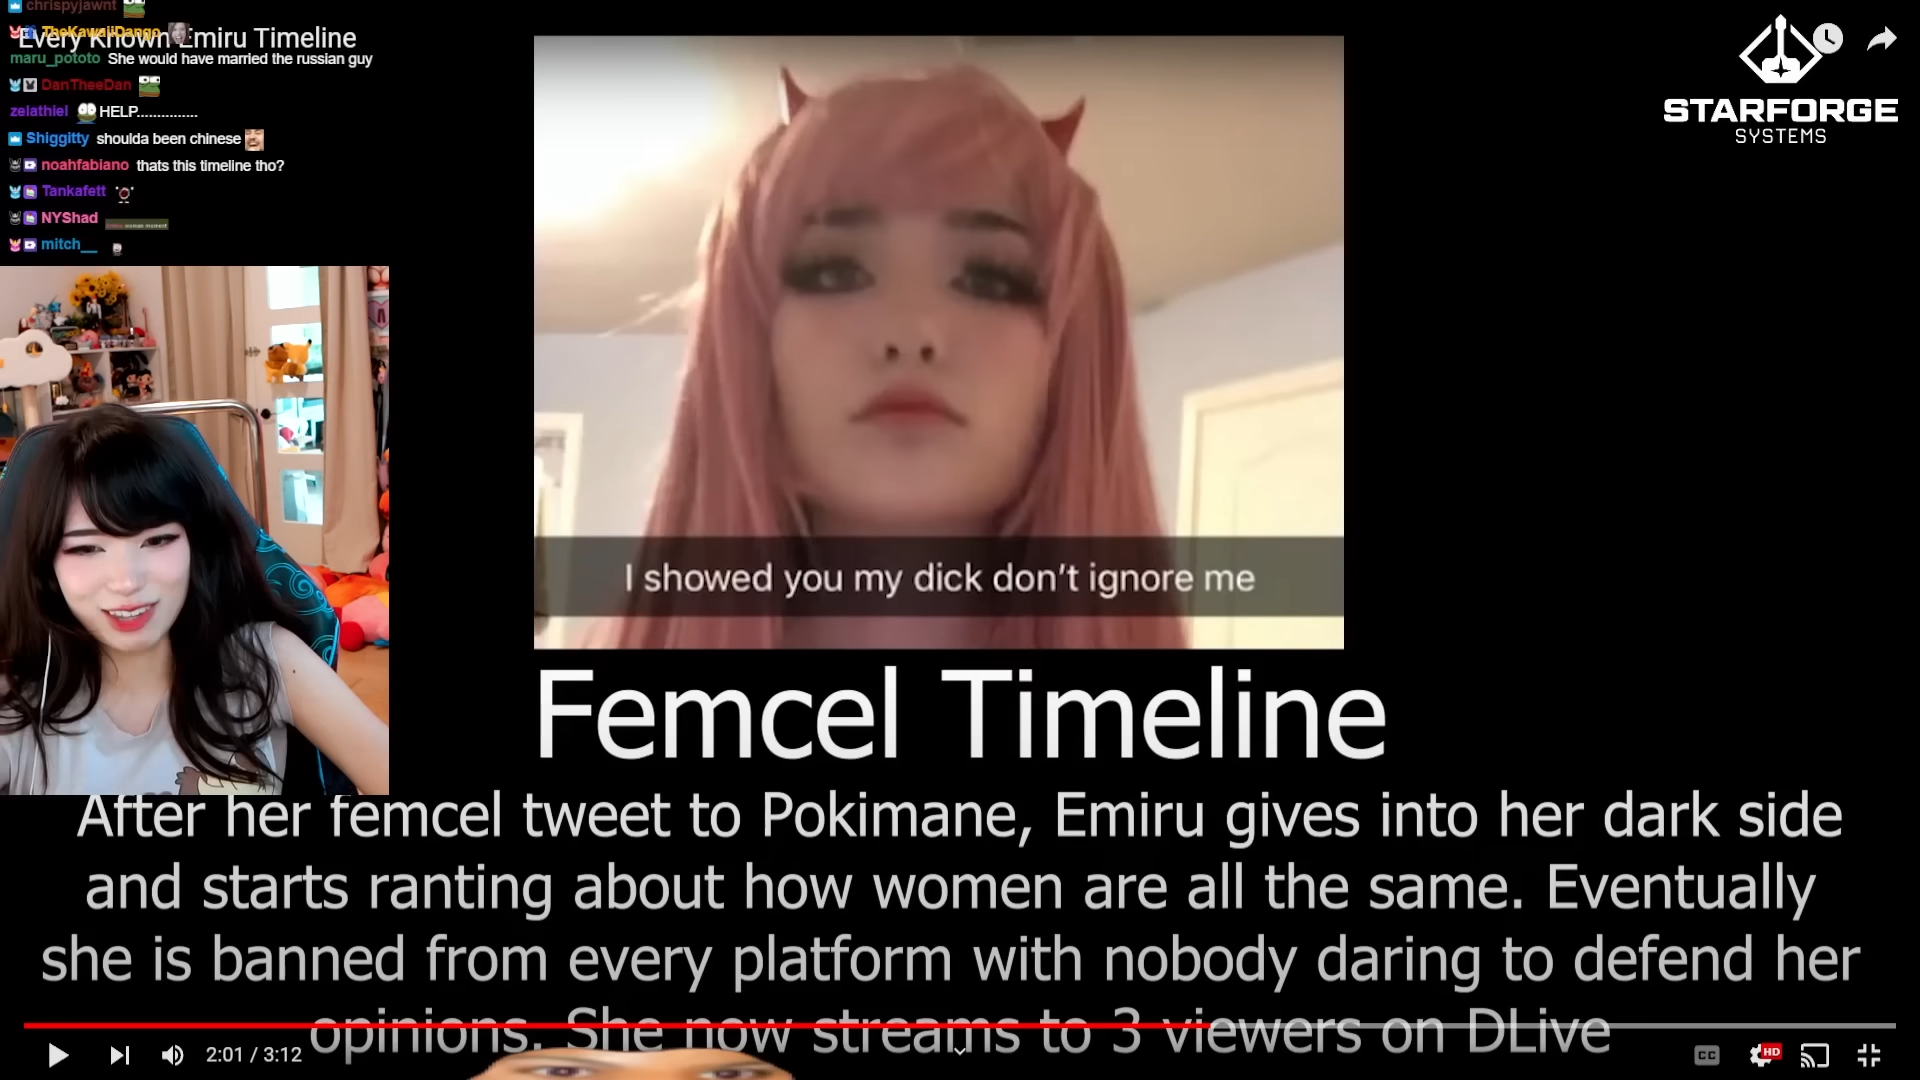 chrispyjawnt
TheKawaiiDango
Every Known Emiru Timeline
maru_pototo She would have married the russian guy
DanTheeDan
zelathiel HELP...............
Shiggitty shoulda been chinese
noahfabiano thats this timeline tho?
Tankafett
NYShad
mitch__
STARFORGE
SYSTEMS
I showed you my dick don't ignore me
Femcel Timeline
After her femcel tweet to Pokimane, Emiru gives into her dark side
and starts ranting about how women are all the same. Eventually
she is banned from every platform with nobody daring to defend her
opinions. She now streams to 3 viewers on DLive
2:01 / 3:12
CC
HD